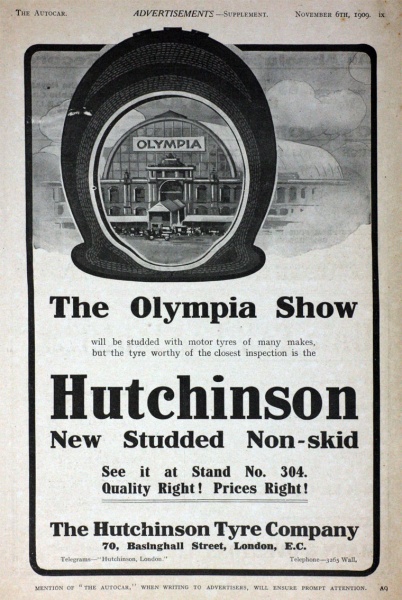 The Autocar. ADVERTISEMENTS—Supplement. November 6th, 1909. ix.
OLYMPIA
The Olympia Show
will be studded with motor tyres of many makes,
but the tyre worthy of the closest inspection is the
Hutchinson
New Studded Non-skid
See it at Stand No. 304.
Quality Right! Prices Right!
The Hutchinson Tyre Company
70, Basinghall Street, London, E.C.
Telegrams—"Hutchinson, London." Telephone—3263 Wall,
MENTION OF "THE AUTOCAR," WHEN WRITING TO ADVERTISERS, WILL ENSURE PROMPT ATTENTION. A9